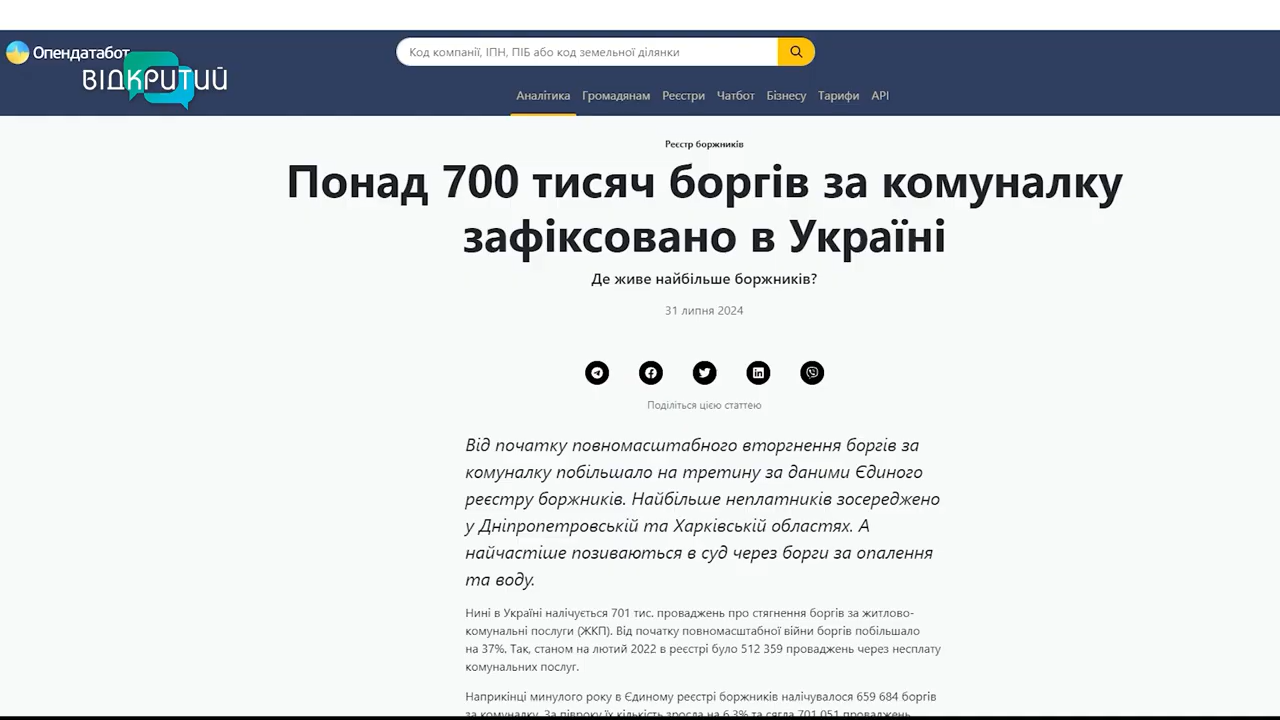 Опендатабот
ВІДКРИТИЙ
Код компанії, ІПН, ПІБ або код земельної ділянки
Аналітика Громадянам Реєстри Чатбот Бізнесу Тарифи API
Реєстр боржників
Понад 700 тисяч боргів за комуналку
зафіксовано в Україні
Де живе найбільше боржників?
31 липня 2024
Поділіться цією статтею
Від початку повномасштабного вторгнення боргів за
комуналку побільшало на третину за даними Єдиного
реєстру боржників. Найбільше неплатників зосереджено
у Дніпропетровській та Харківській областях. А
найчастіше позиваються в суд через борги за опалення
та воду.
Нині в Україні налічується 701 тис. проваджень про стягнення боргів за житлово-
комунальні послуги (ЖКП). Від початку повномасштабної війни боргів побільшало
на 37%. Так, станом на лютий 2022 в реєстрі було 512 359 проваджень через несплату
комунальних послуг.
Наприкінці минулого року в Єдиному реєстрі боржників налічувалося 659 684 боргів
за комуналку. За півроку їх кількість зросла на 6.3% та сягла 701 051 проваджень.